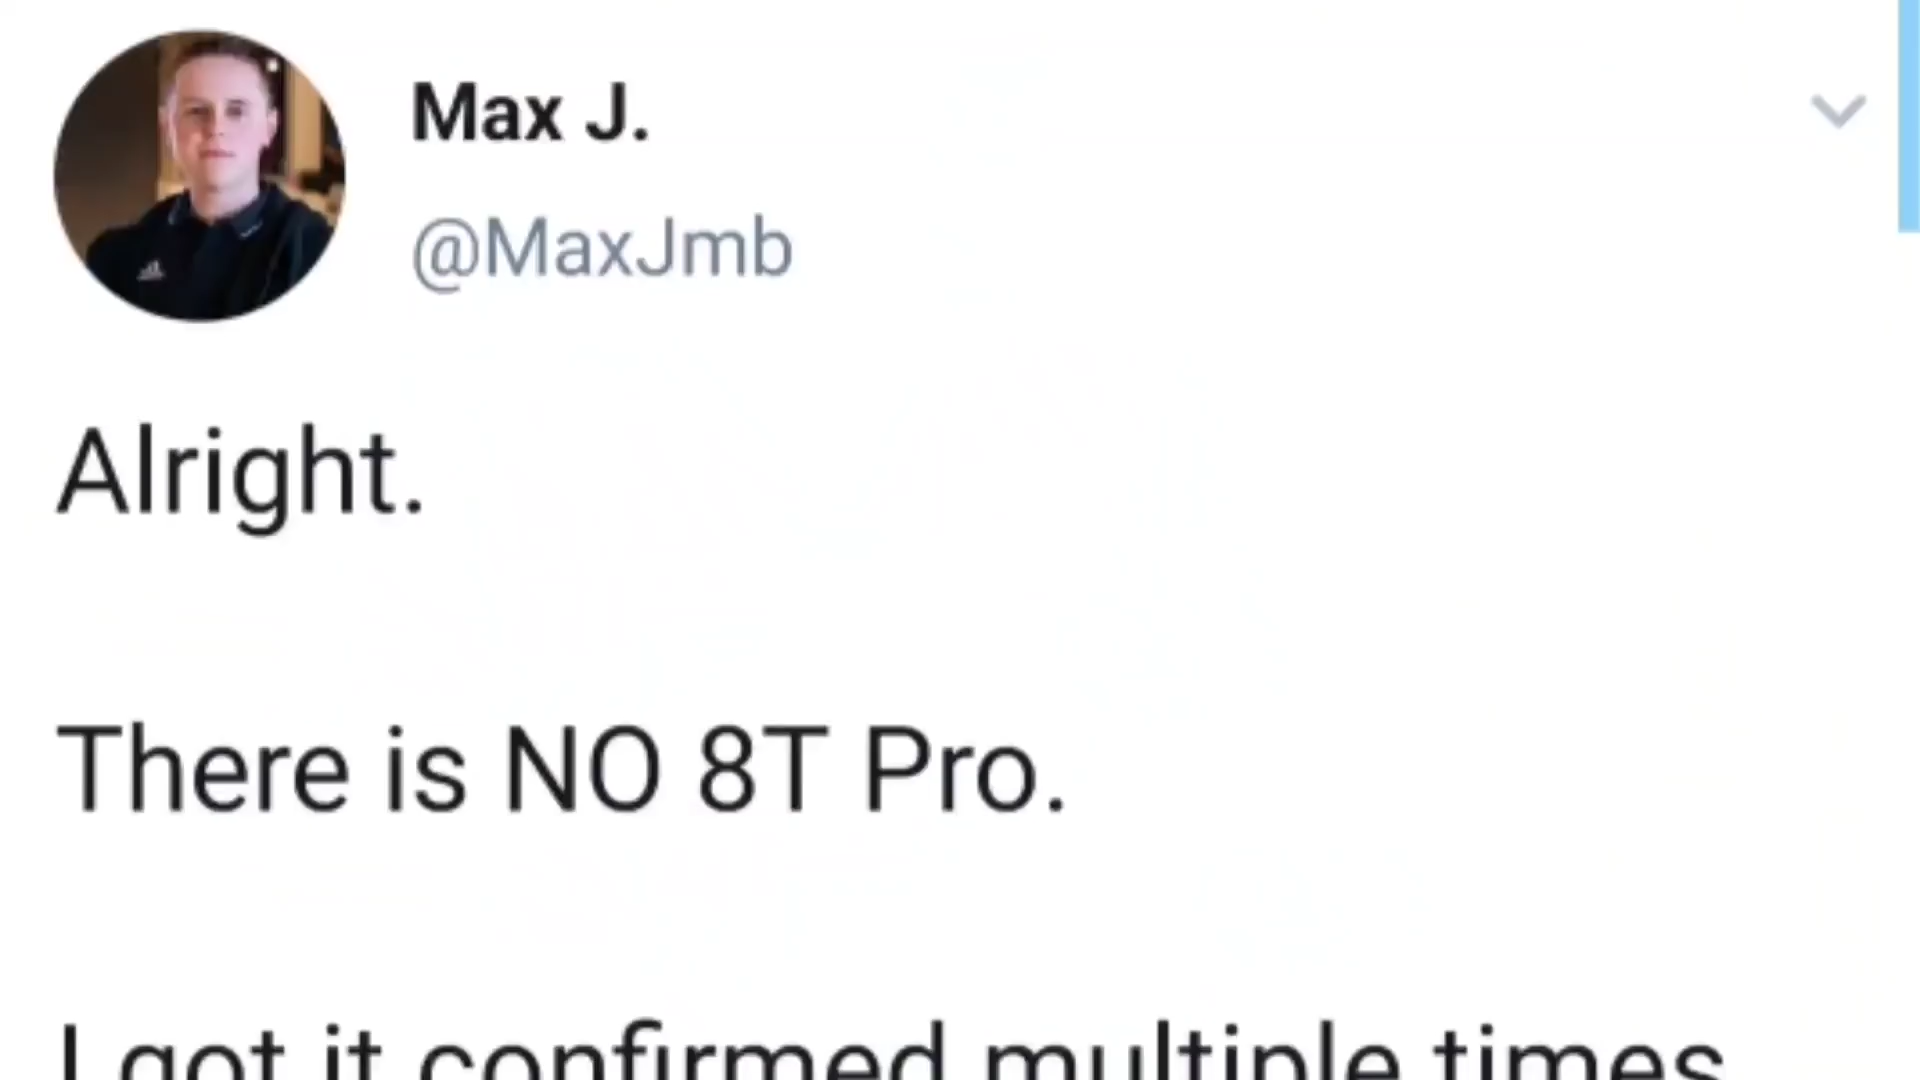 Max J.
@MaxJmb
Alright.
There is NO 8T Pro.
I got it confirmed multiple times